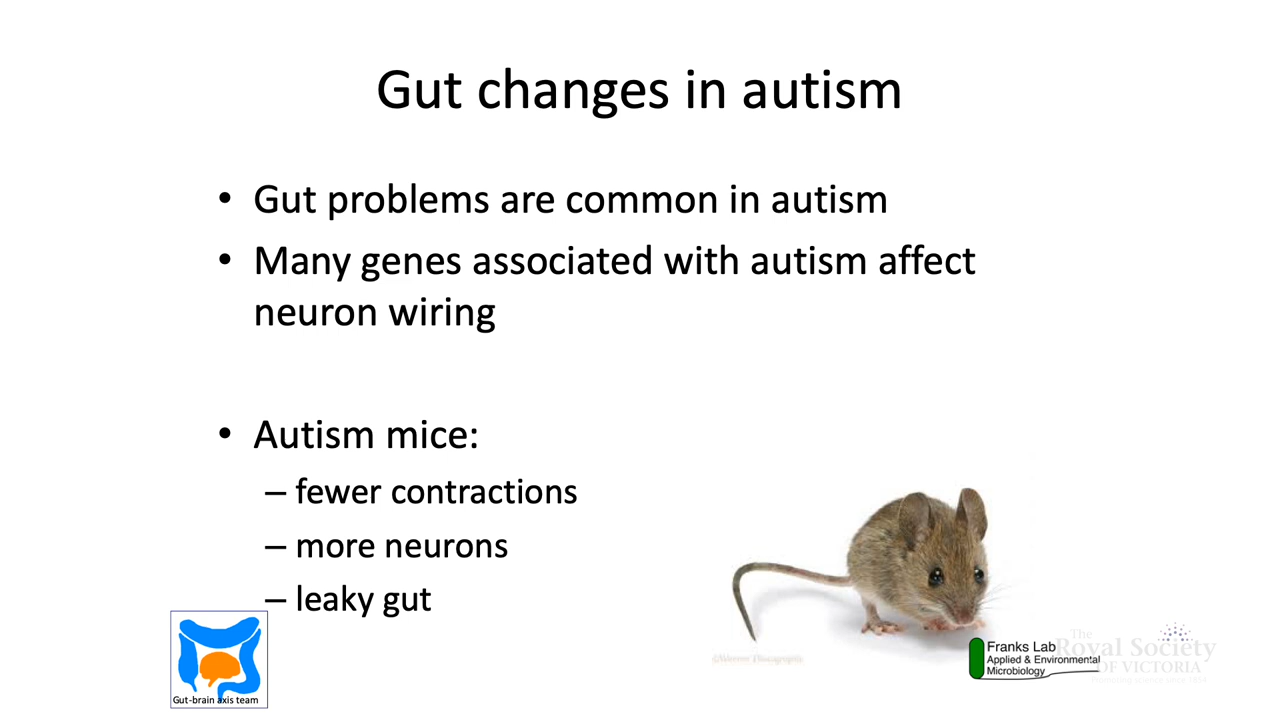 Gut changes in autism
• Gut problems are common in autism
• Many genes associated with autism affect
neuron wiring
• Autism mice:
– fewer contractions
– more neurons
– leaky gut
Gut-brain axis team
Franks Lab
Applied & Environmental
Microbiology
The
Royal Society
OF VICTORIA